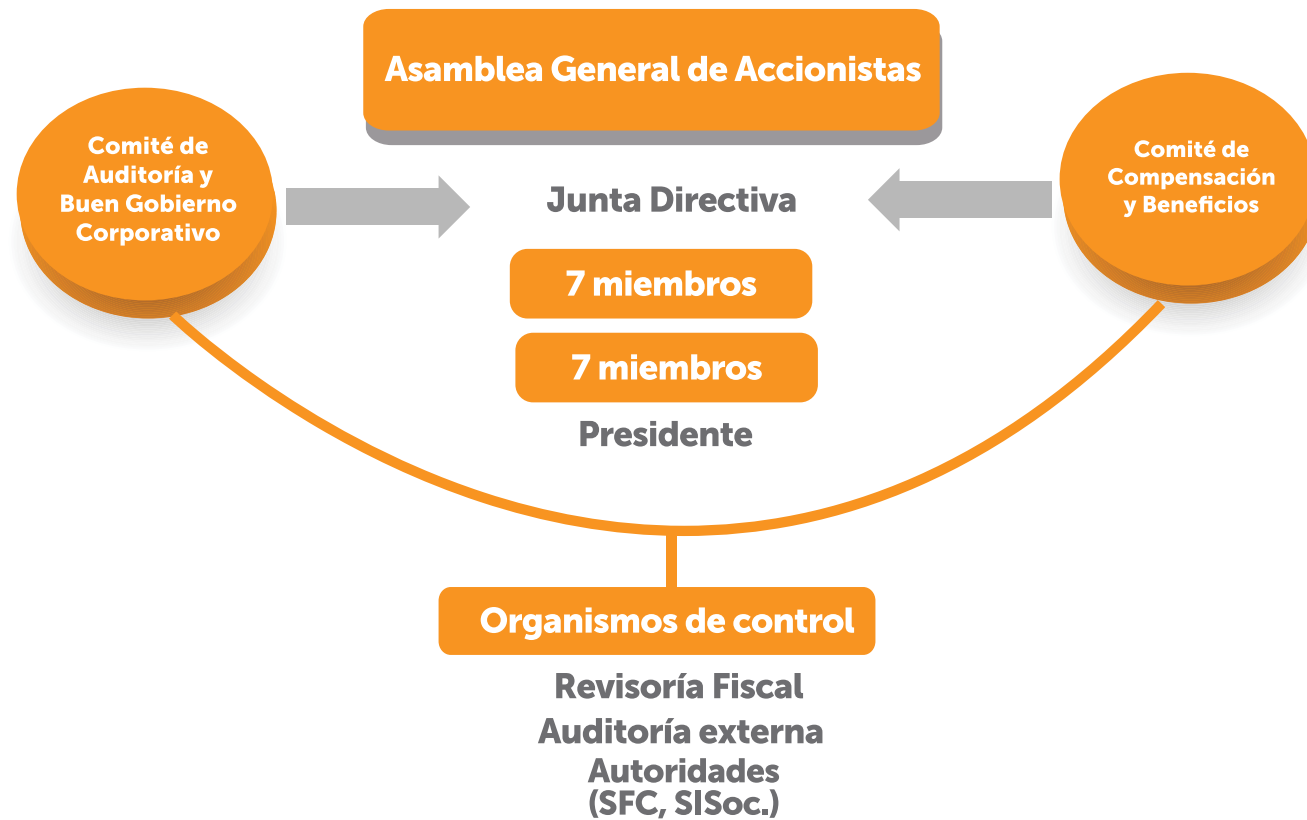 Asamblea General de Accionistas
Comité de
Auditoría y
Buen Gobierno
Corporativo
Junta Directiva
Comité de
Compensación
y Beneficios
7 miembros
7 miembros
Presidente
Organismos de control
Revisoría Fiscal
Auditoría externa
Autoridades
(SFC, SISoc.)